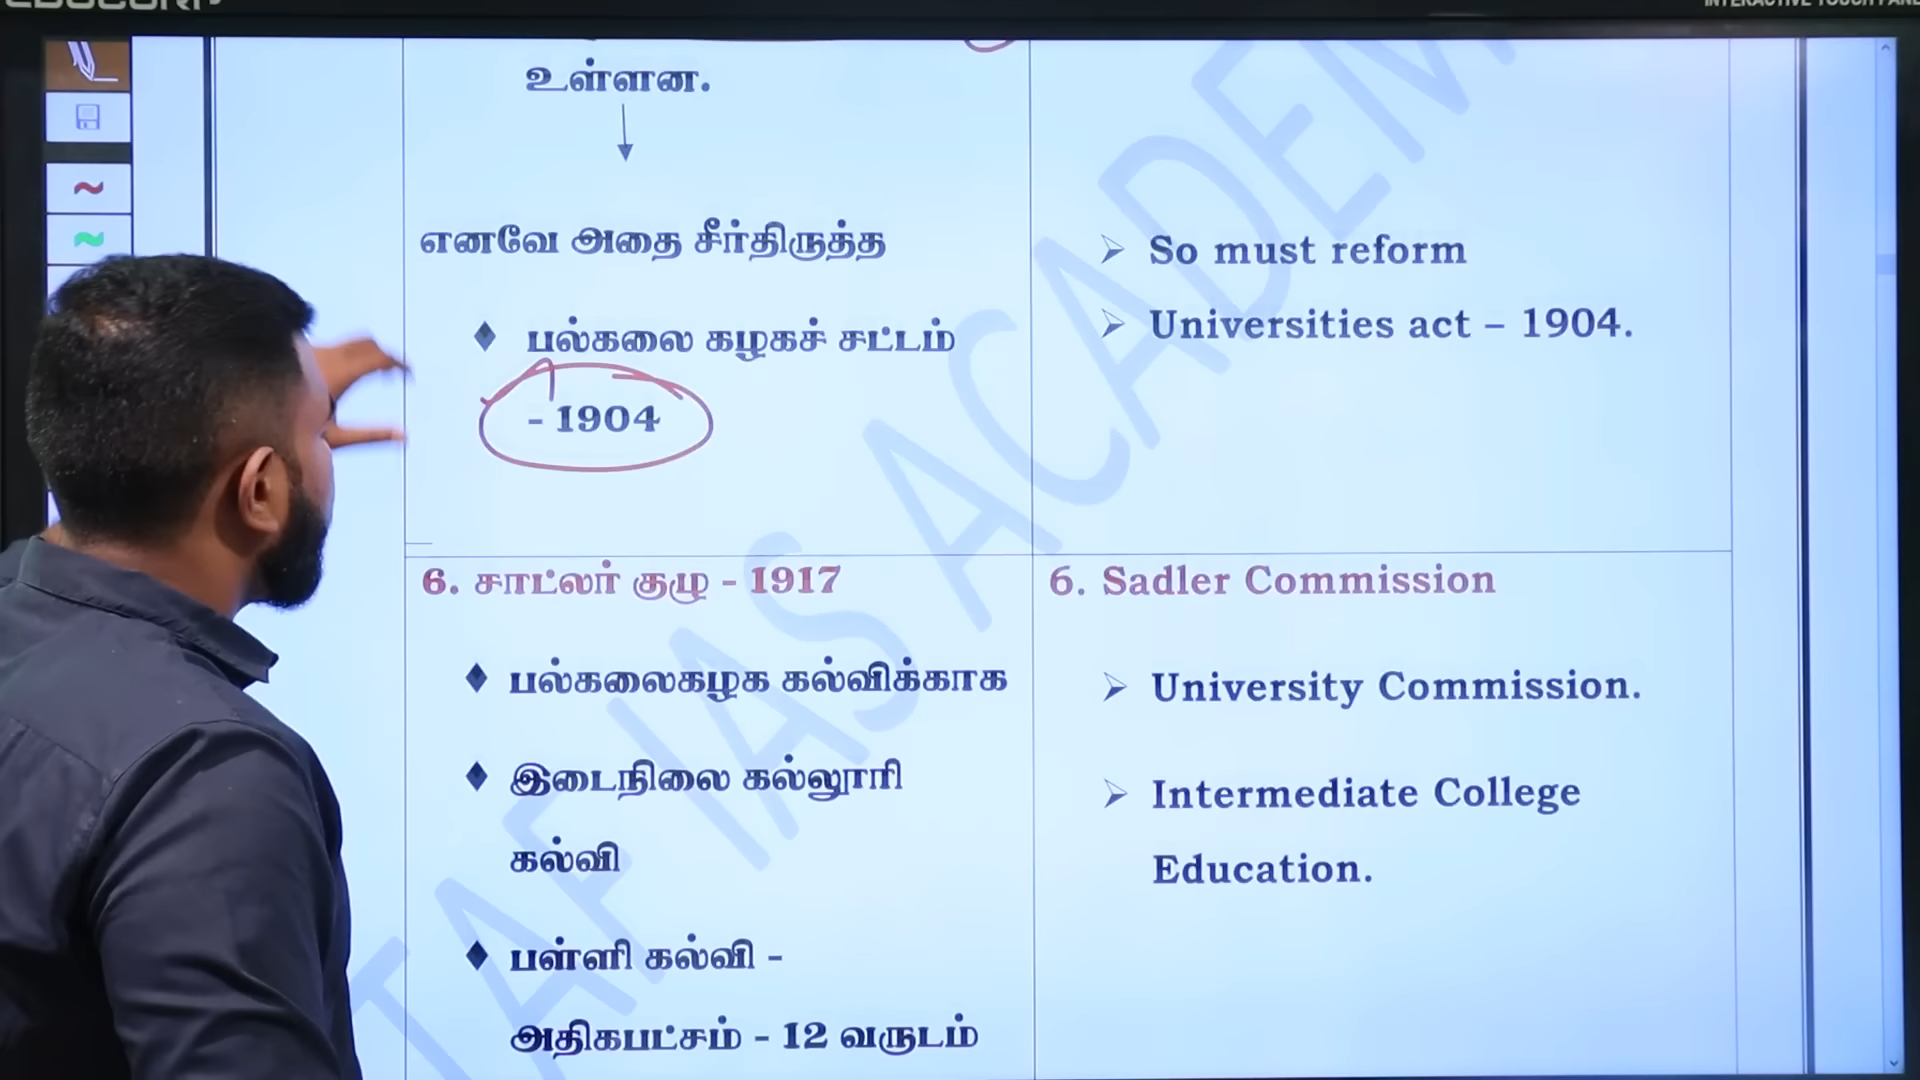 உள்ளன.
எனவே அதை சீர்திருத்த
♦ பல்கலை கழகச் சட்டம்
- 1904
➢ So must reform
➢ Universities act – 1904.
6. சாட்லர் குழு - 1917
♦ பல்கலைகழக கல்விக்காக
♦ இடைநிலை கல்லூரி
கல்வி
♦ பள்ளி கல்வி -
அதிகபட்சம் - 12 வருடம்
6. Sadler Commission
➢ University Commission.
➢ Intermediate College
Education.
IAS ACADEM